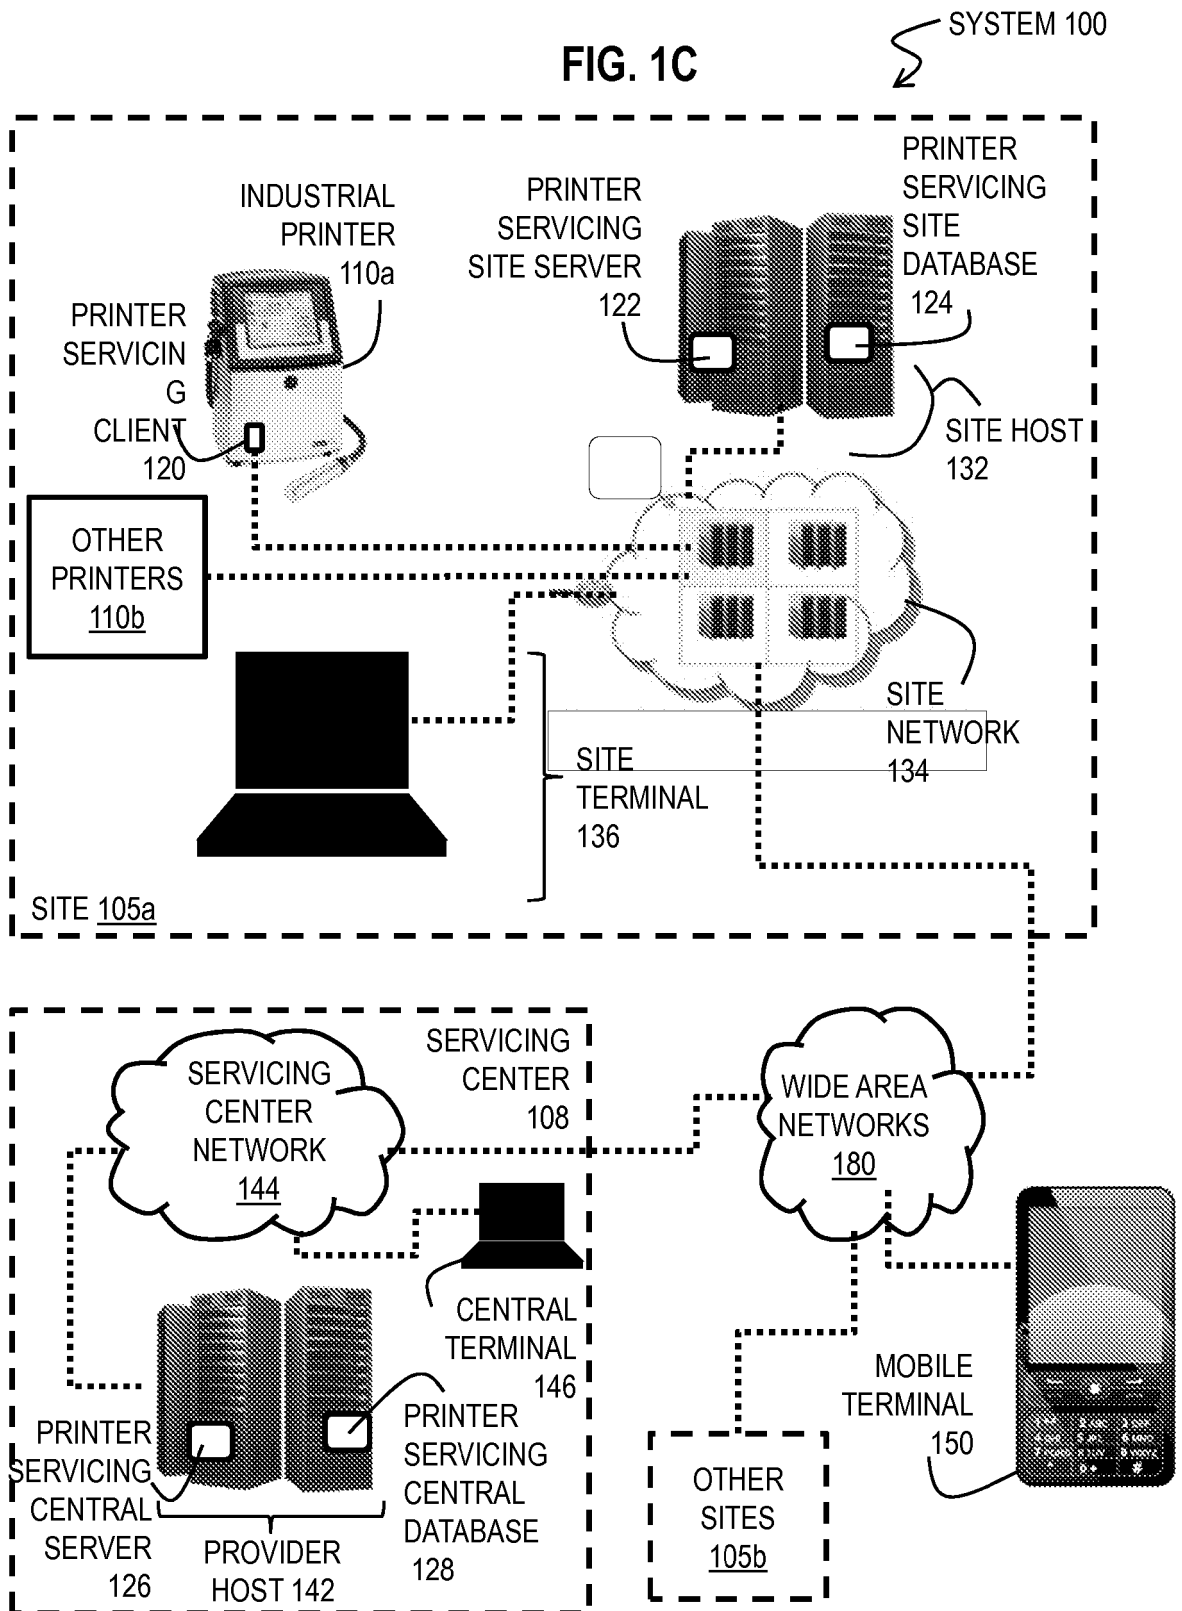 SYSTEM 100
FIG. 1C
INDUSTRIAL
PRINTER
110a
PRINTER
SERVICING
SITE SERVER
122
PRINTER
SERVICING
SITE
DATABASE
124
PRINTER
SERVICIN
G
CLIENT
120
SITE HOST
132
OTHER
PRINTERS
110b
SITE
NETWORK
134
SITE
TERMINAL
136
SITE 105a
SERVICING
CENTER
108
SERVICING
CENTER
NETWORK
144
WIDE AREA
NETWORKS
180
CENTRAL
TERMINAL
146
MOBILE
TERMINAL
150
PRINTER
SERVICING
CENTRAL
SERVER
126
PROVIDER
HOST 142
PRINTER
SERVICING
CENTRAL
DATABASE
128
OTHER
SITES
105b